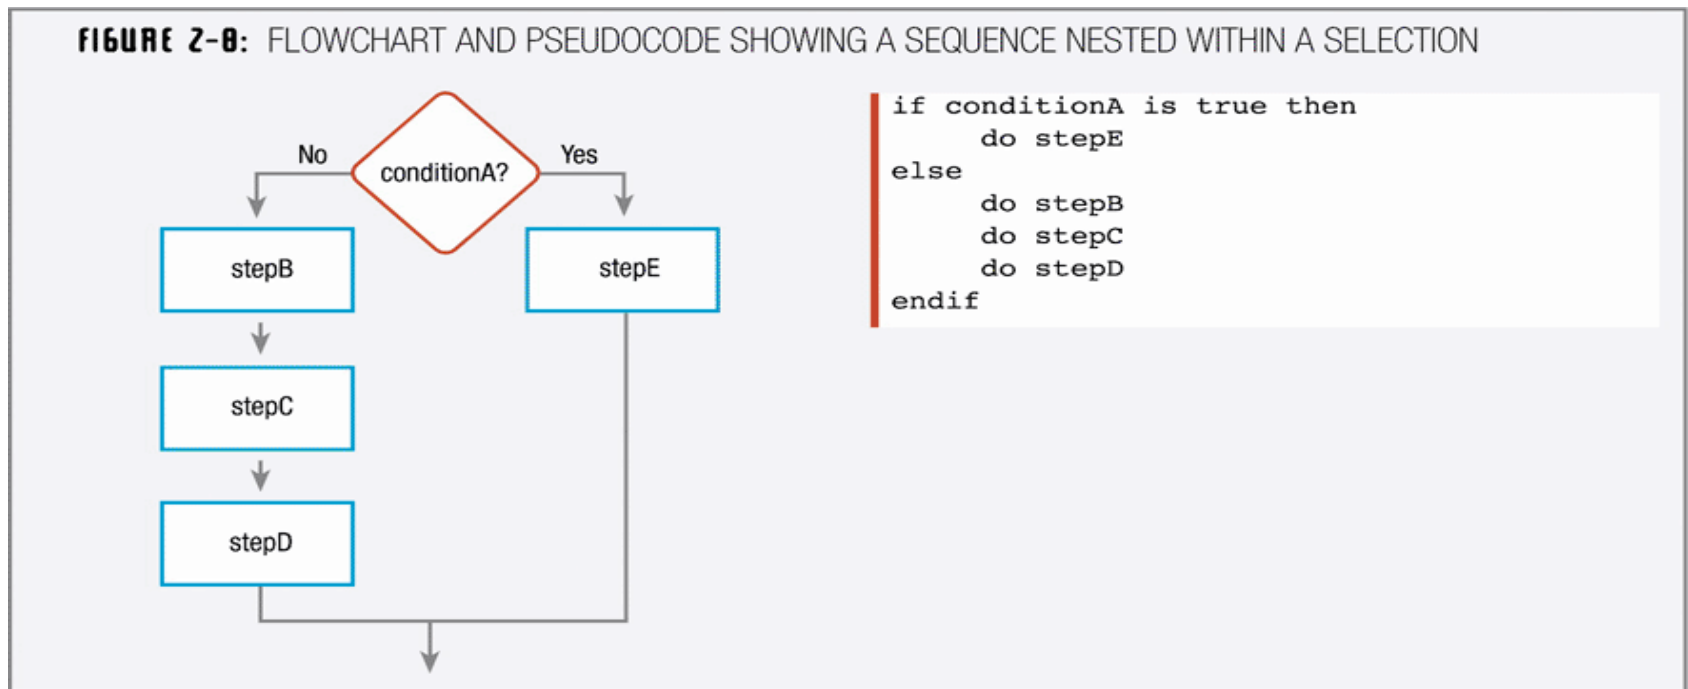 FIGURE 2-8: FLOWCHART AND PSEUDOCODE SHOWING A SEQUENCE NESTED WITHIN A SELECTION
conditionA?
No
Yes
stepB
stepE
stepC
stepD
if conditionA is true then
do stepE
else
do stepB
do stepC
do stepD
endif